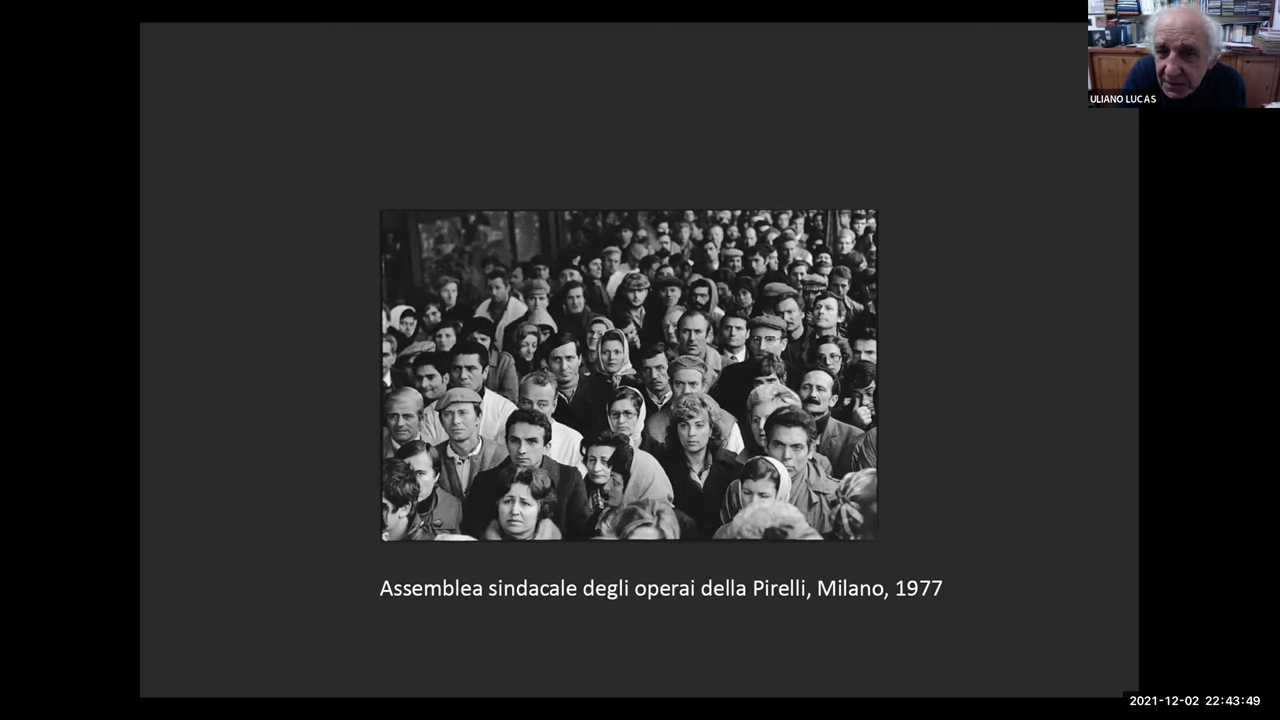 ULIANO LUCAS
Assemblea sindacale degli operai della Pirelli, Milano, 1977
2021-12-02 22:43:49